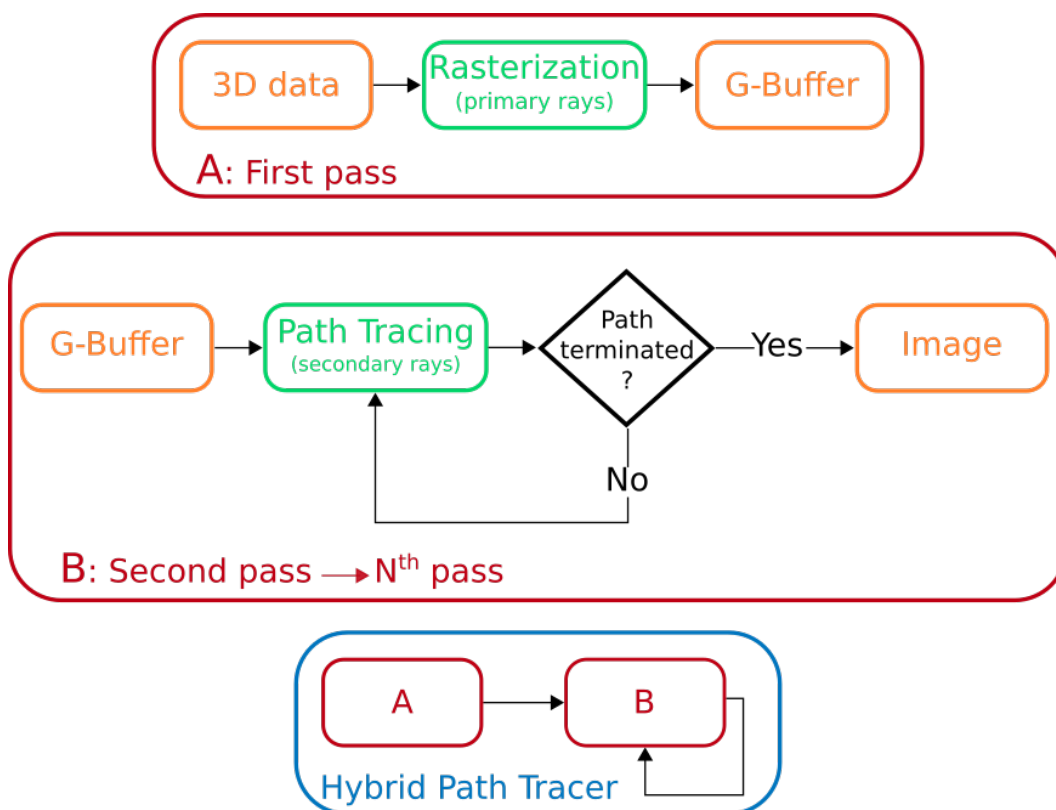 3D data
Rasterization
(primary rays)
G-Buffer
A: First pass
G-Buffer
Path Tracing
(secondary rays)
Path
terminated
?
Yes
Image
No
B: Second pass → Nth pass
A
B
Hybrid Path Tracer